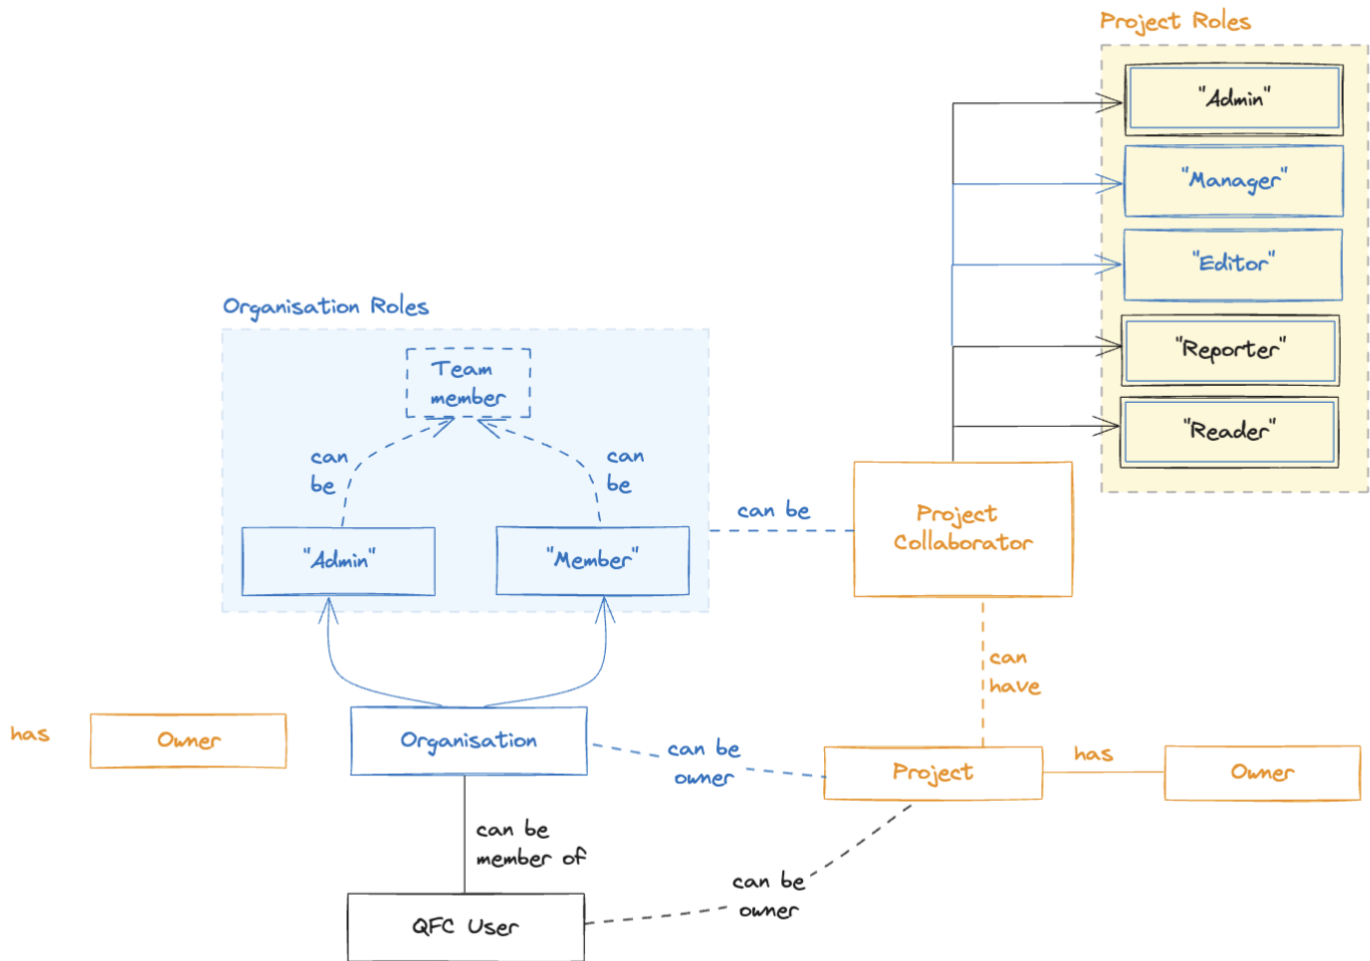 Project Roles
"Admin"
"Manager"
"Editor"
"Reporter"
"Reader"
Organisation Roles
Team
member
can
be
can
be
"Admin"
"Member"
can be
Project
Collaborator
can
have
has
Owner
Organisation
can be
owner
Project
has
Owner
can be
member of
can be
owner
QFC User